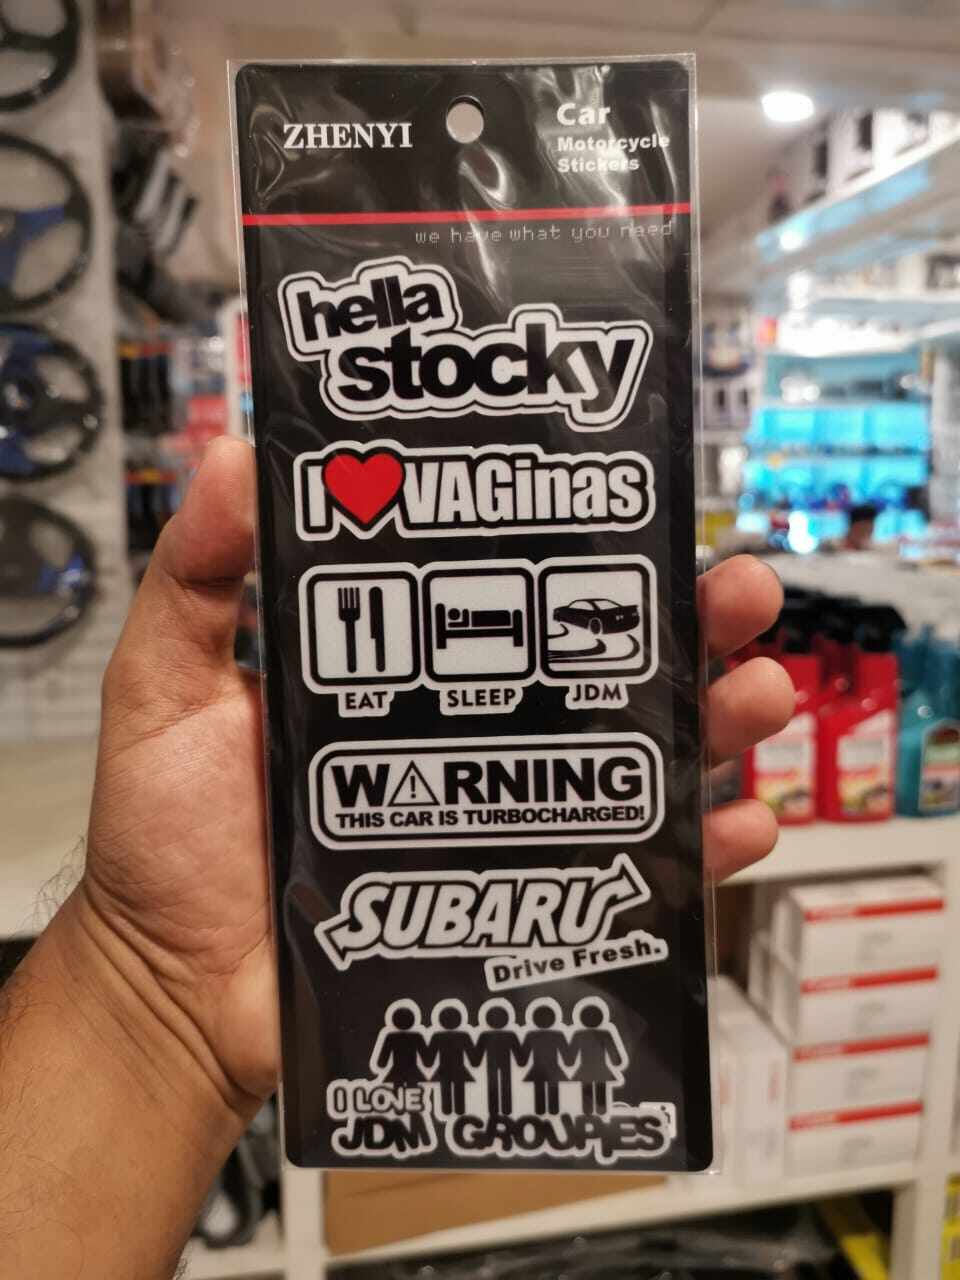 ZHENYI
Car
Motorcycle
Stickers
we have what you need
hella
stocky
I ❤ VAGinas
EAT SLEEP JDM
W⚠RNING
THIS CAR IS TURBOCHARGED!
SUBARU
Drive Fresh.
I LOVE
JDM GROUPIES